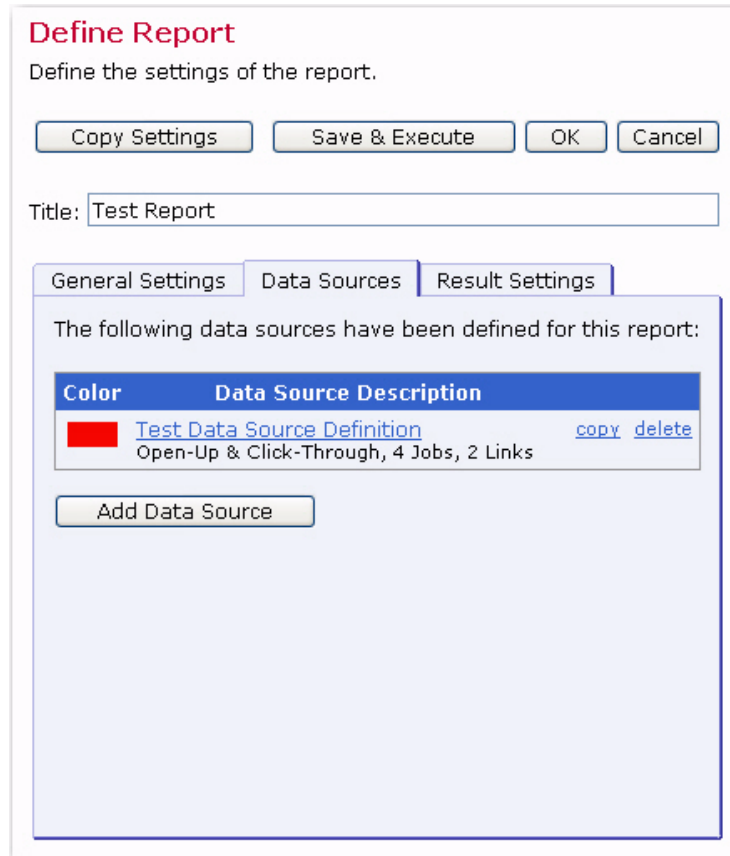 Define Report
Define the settings of the report.
Copy Settings Save & Execute OK Cancel
Title: Test Report
General Settings Data Sources Result Settings
The following data sources have been defined for this report:
Color Data Source Description
Test Data Source Definition copy delete
Open-Up & Click-Through, 4 Jobs, 2 Links
Add Data Source